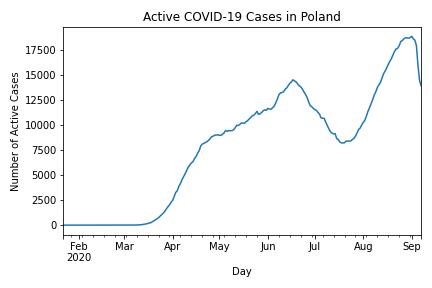 Active COVID-19 Cases in Poland
Number of Active Cases
17500
15000
12500
10000
7500
5000
2500
0
Feb Mar Apr May Jun Jul Aug Sep
2020
Day